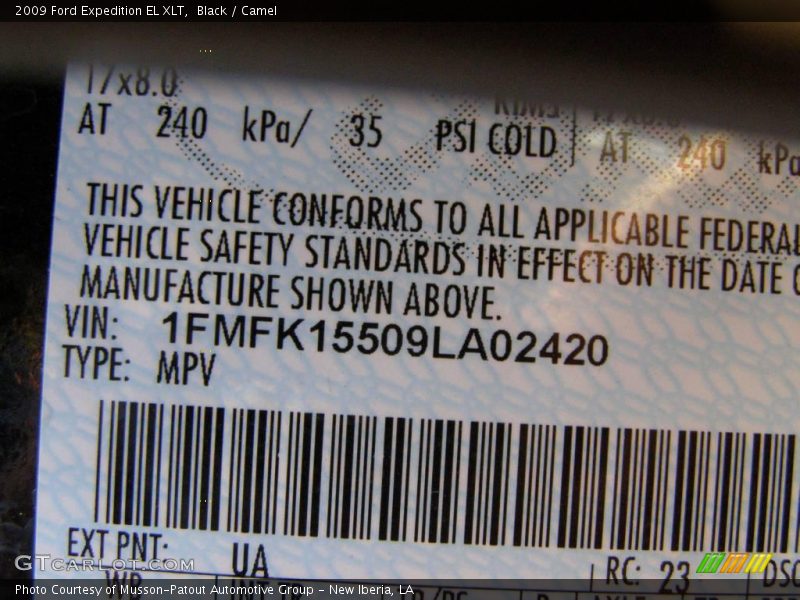 2009 Ford Expedition EL XLT,  Black / Camel
17x8.0 RIMS
AT 240 kPa/ 35 PSI COLD AT 240 kPa
THIS VEHICLE CONFORMS TO ALL APPLICABLE FEDERAL
VEHICLE SAFETY STANDARDS IN EFFECT ON THE DATE
MANUFACTURE SHOWN ABOVE.
VIN: 1FMFK15509LA02420
TYPE: MPV
EXT PNT: UA RC: 23 DSO
GTcarlot.com
WB
Photo Courtesy of Musson-Patout Automotive Group - New Iberia, LA